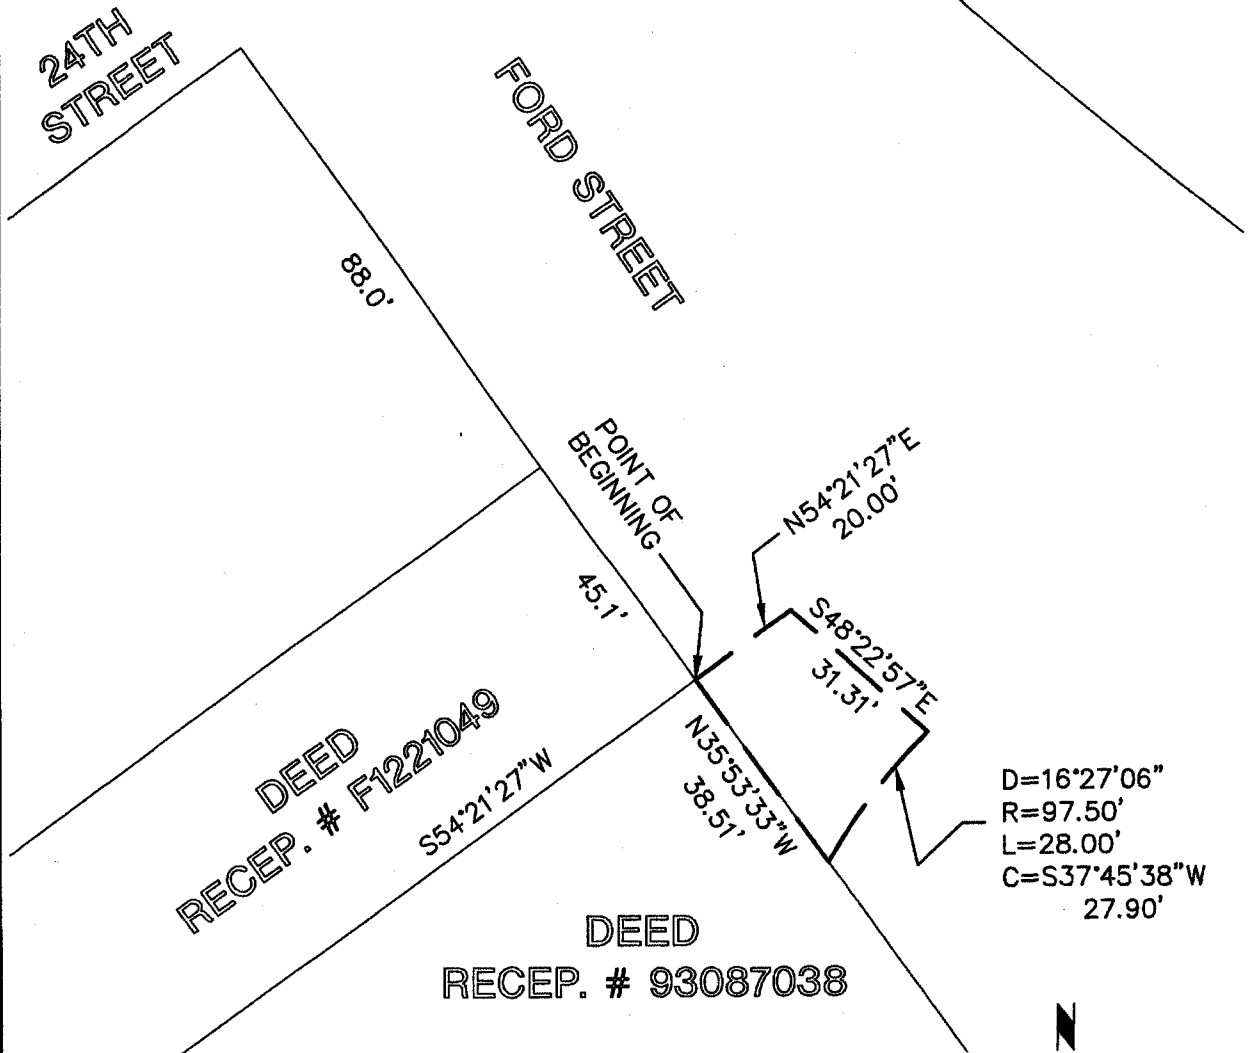 24TH
STREET
FORD STREET
88.0'
POINT OF
BEGINNING
N54°21'27"E
20.00'
45.1'
S48°22'57"E
31.31'
DEED
RECEP. # F1221049
S54°21'27"W
N35°53'33"W
38.51'
D=16°27'06"
R=97.50'
L=28.00'
C=S37°45'38"W
27.90'
DEED
RECEP. # 93087038
N